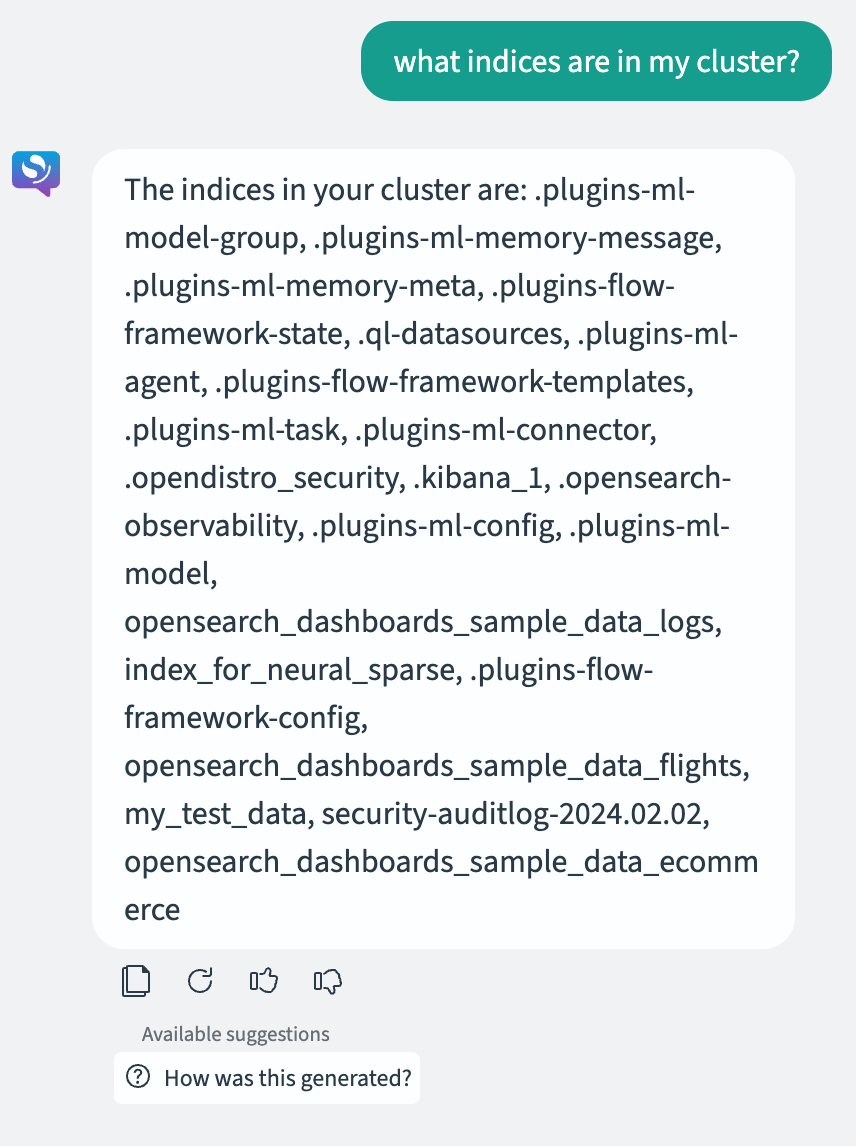 what indices are in my cluster?
The indices in your cluster are: .plugins-ml-
model-group, .plugins-ml-memory-message,
.plugins-ml-memory-meta, .plugins-flow-
framework-state, .ql-datasources, .plugins-ml-
agent, .plugins-flow-framework-templates,
.plugins-ml-task, .plugins-ml-connector,
.opendistro_security, .kibana_1, .opensearch-
observability, .plugins-ml-config, .plugins-ml-
model,
opensearch_dashboards_sample_data_logs,
index_for_neural_sparse, .plugins-flow-
framework-config,
opensearch_dashboards_sample_data_flights,
my_test_data, security-auditlog-2024.02.02,
opensearch_dashboards_sample_data_ecomm
erce
Available suggestions
How was this generated?